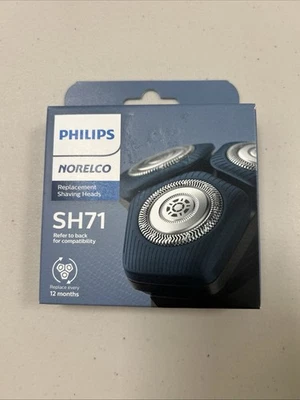 PHILIPS
NORELCO
Replacement
Shaving Heads
SH71
Refer to back
for compatibility
Replace every
12 months